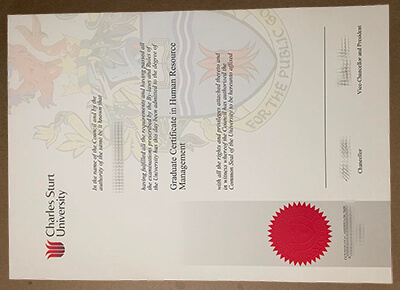 Charles Sturt
University
In the name of the Council and by the
authority of the same be it known that
having fulfilled all the requirements and having passed all
the examinations prescribed by the By-laws and Rules of
the University has this day been admitted to the degree of
Graduate Certificate in Human Resource
Management
with all the rights and privileges attached thereto and
in witness whereof the Council has authorised the
Common Seal of the University to be hereunto affixed
Chancellor
Vice-Chancellor and President
FOR THE PUBLIC